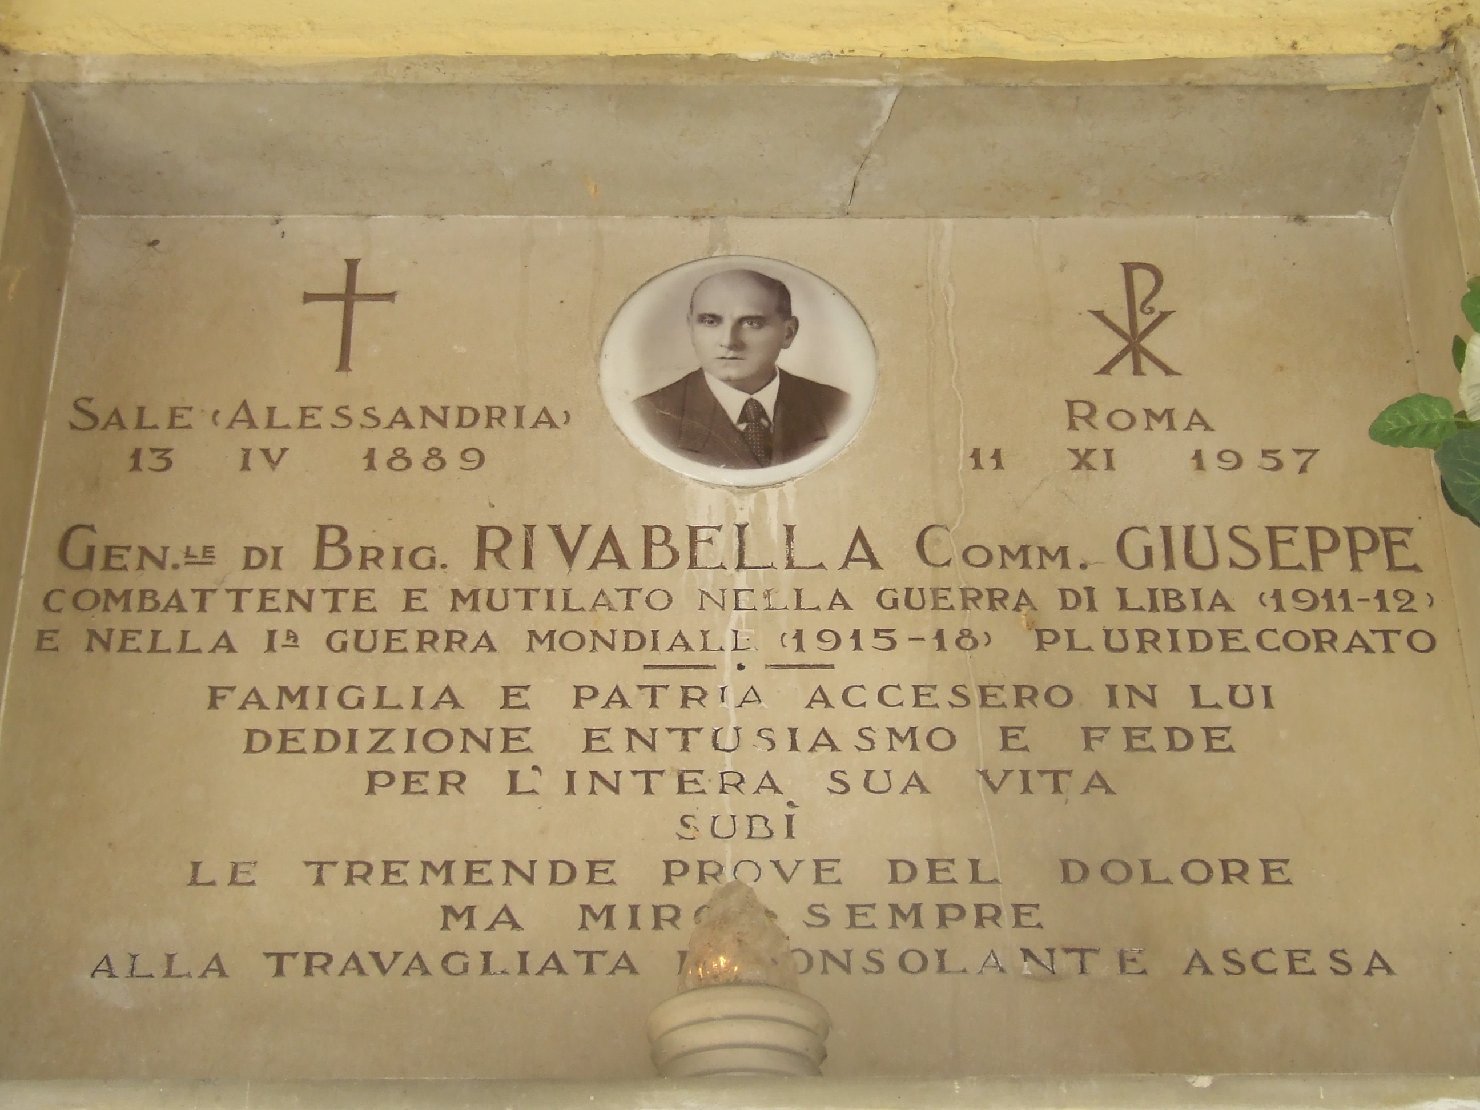 SALE (ALESSANDRIA)
13 IV 1889
ROMA
11 XI 1957
GEN.LE DI BRIG. RIVABELLA COMM. GIUSEPPE
COMBATTENTE E MUTILATO NELLA GUERRA DI LIBIA (1911-12)
E NELLA Iª GUERRA MONDIALE (1915-18) PLURIDECORATO
FAMIGLIA E PATRIA ACCESERO IN LUI
DEDIZIONE ENTUSIASMO E FEDE
PER L'INTERA SUA VITA
SUBÌ
LE TREMENDE PROVE DEL DOLORE
MA MIRÒ SEMPRE
ALLA TRAVAGLIATA CONSOLANTE ASCESA